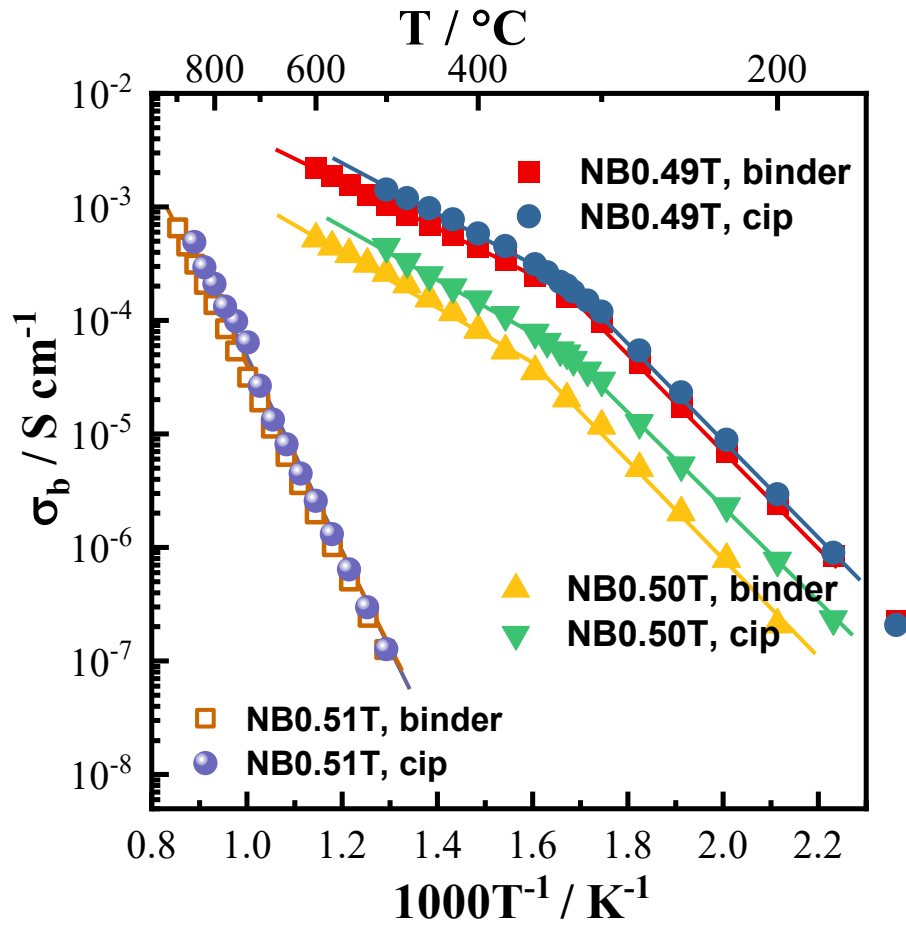 T / °C
800 600 400 200
10⁻²
10⁻³
10⁻⁴
10⁻⁵
10⁻⁶
10⁻⁷
10⁻⁸
σb / S cm⁻¹
NB0.49T, binder
NB0.49T, cip
NB0.50T, binder
NB0.50T, cip
NB0.51T, binder
NB0.51T, cip
0.8 1.0 1.2 1.4 1.6 1.8 2.0 2.2
1000T⁻¹ / K⁻¹